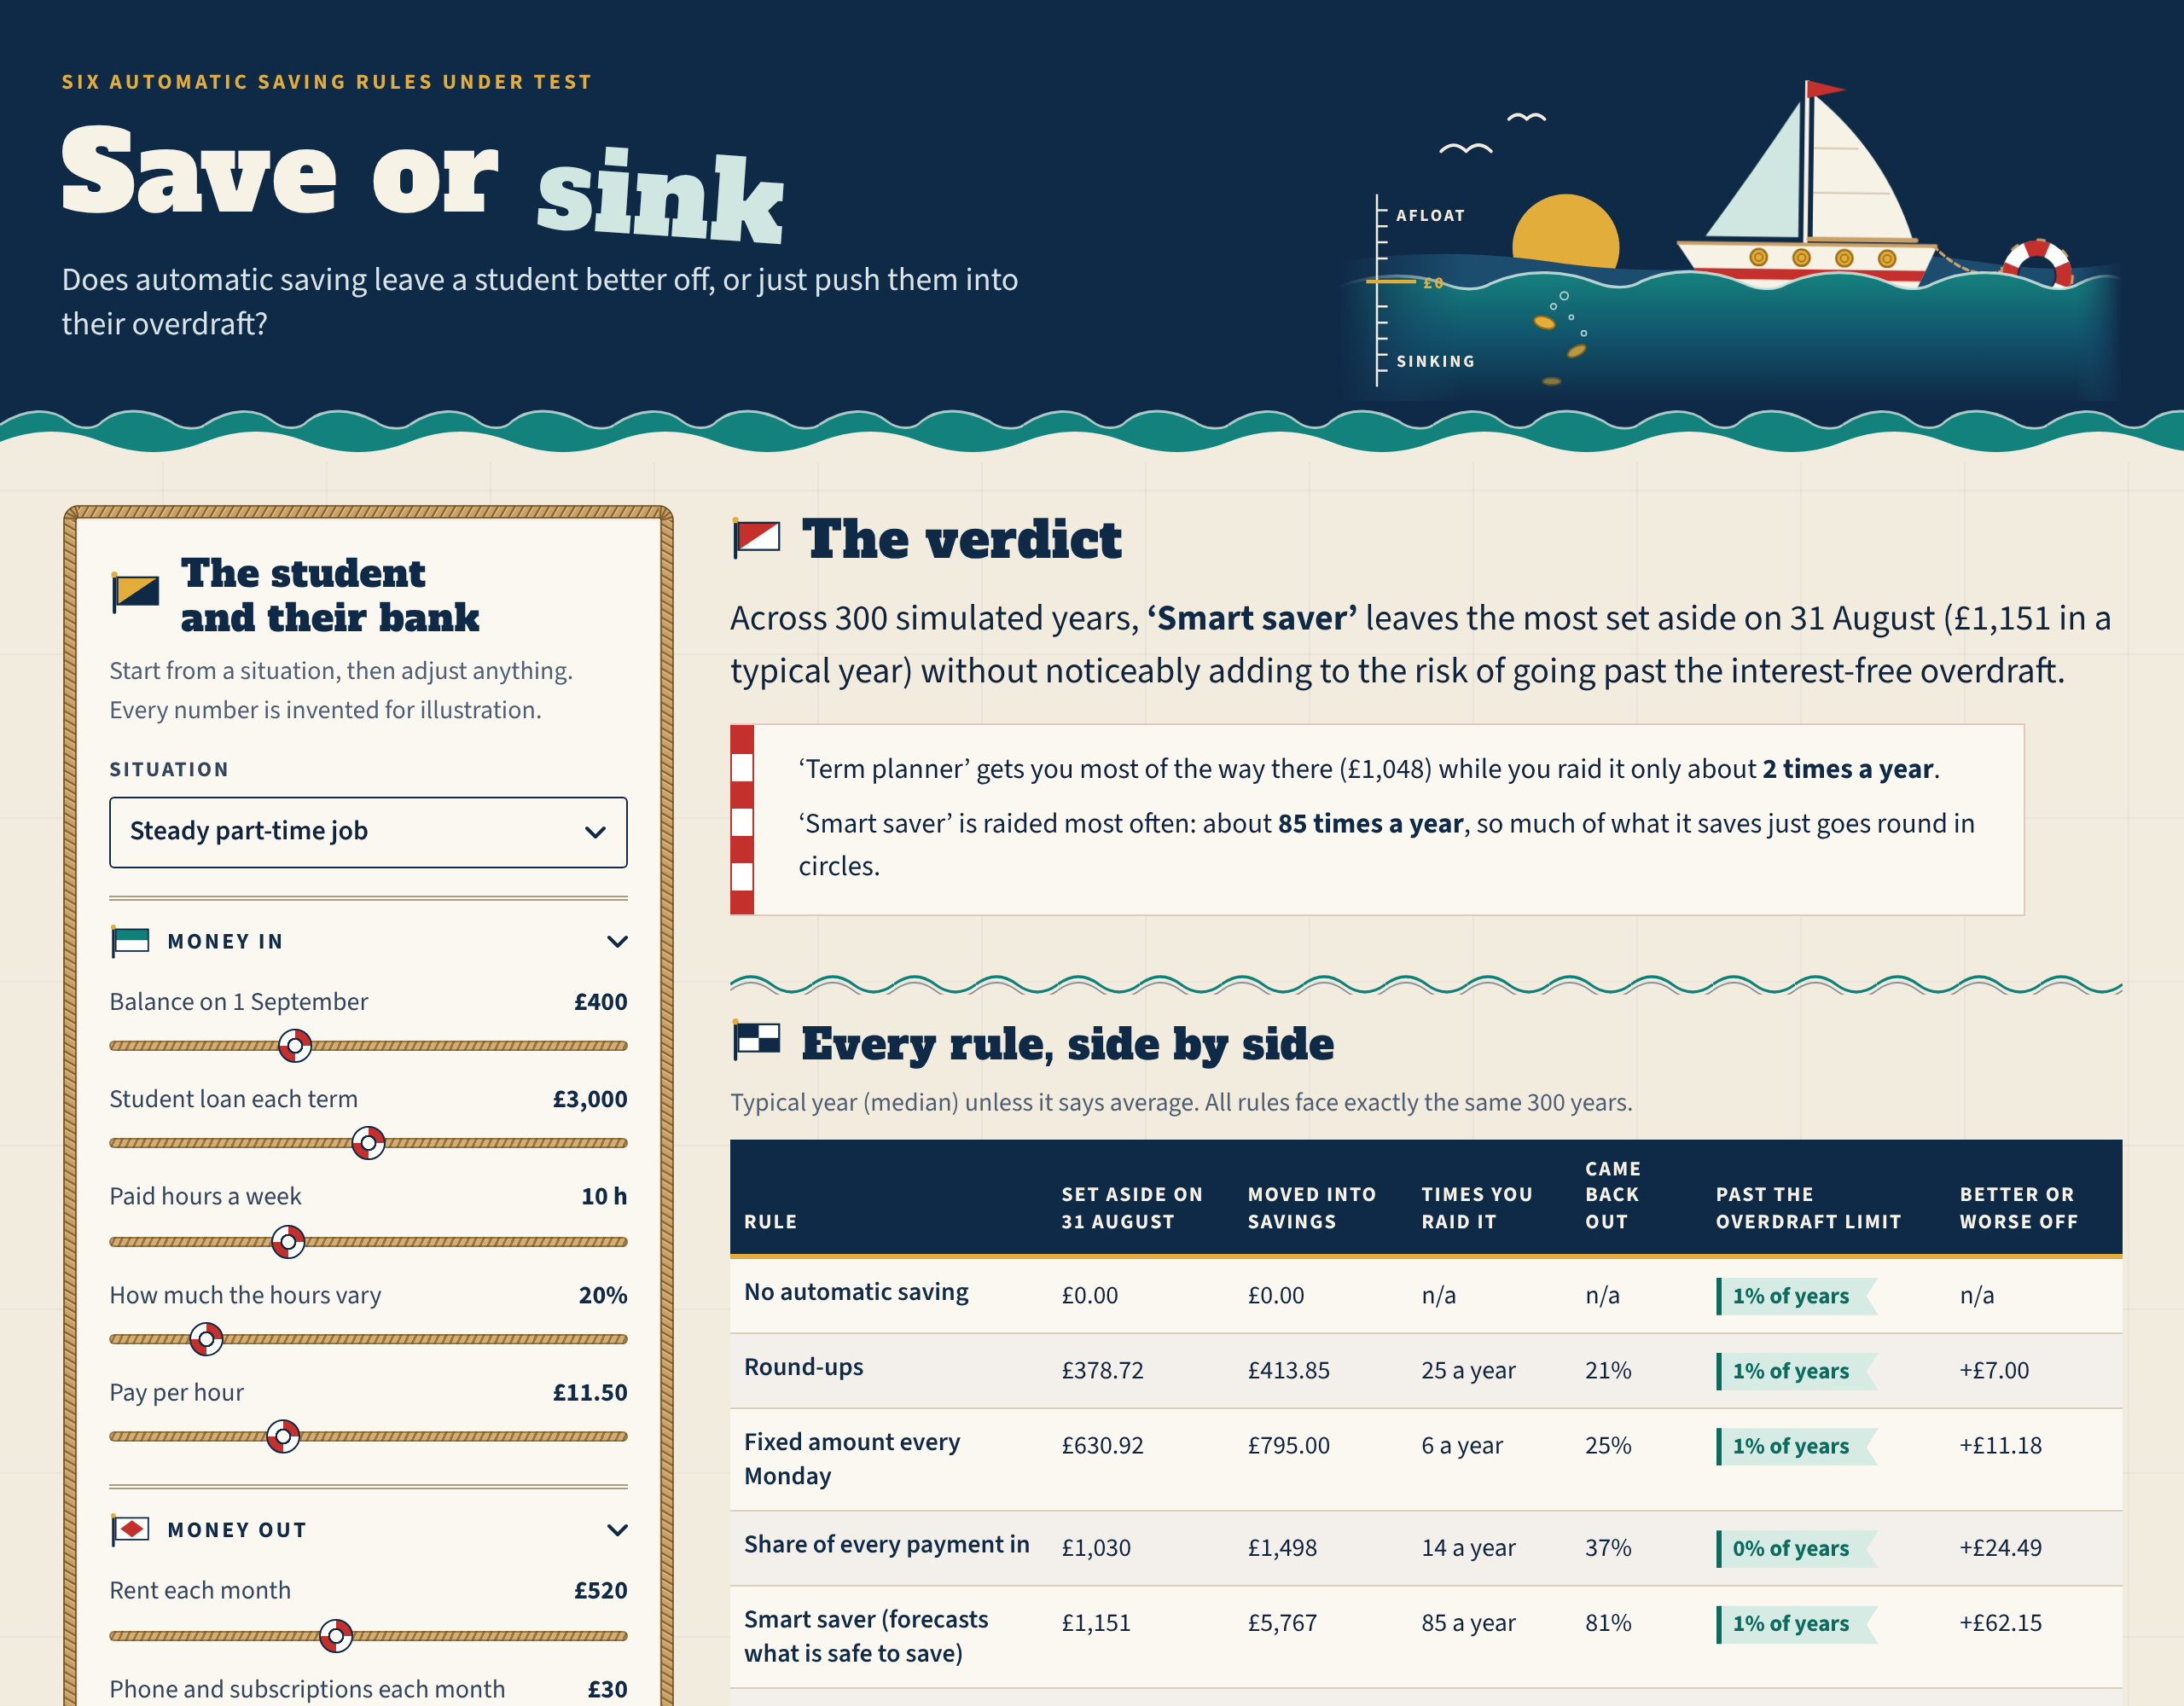 SIX AUTOMATIC SAVING RULES UNDER TEST
Save or sink
Does automatic saving leave a student better off, or just push them into
their overdraft?
AFLOAT
£0
SINKING
The student
and their bank
Start from a situation, then adjust anything.
Every number is invented for illustration.
SITUATION
Steady part-time job
MONEY IN
Balance on 1 September £400
Student loan each term £3,000
Paid hours a week 10 h
How much the hours vary 20%
Pay per hour £11.50
MONEY OUT
Rent each month £520
Phone and subscriptions each month £30
The verdict
Across 300 simulated years, ‘Smart saver’ leaves the most set aside on 31 August (£1,151 in a
typical year) without noticeably adding to the risk of going past the interest-free overdraft.
‘Term planner’ gets you most of the way there (£1,048) while you raid it only about 2 times a year.
‘Smart saver’ is raided most often: about 85 times a year, so much of what it saves just goes round in
circles.
Every rule, side by side
Typical year (median) unless it says average. All rules face exactly the same 300 years.
RULE
SET ASIDE ON
31 AUGUST
MOVED INTO
SAVINGS
TIMES YOU
RAID IT
CAME
BACK
OUT
PAST THE
OVERDRAFT LIMIT
BETTER OR
WORSE OFF
No automatic saving £0.00 £0.00 n/a n/a 1% of years n/a
Round-ups £378.72 £413.85 25 a year 21% 1% of years +£7.00
Fixed amount every
Monday
£630.92 £795.00 6 a year 25% 1% of years +£11.18
Share of every payment in £1,030 £1,498 14 a year 37% 0% of years +£24.49
Smart saver (forecasts
what is safe to save)
£1,151 £5,767 85 a year 81% 1% of years +£62.15